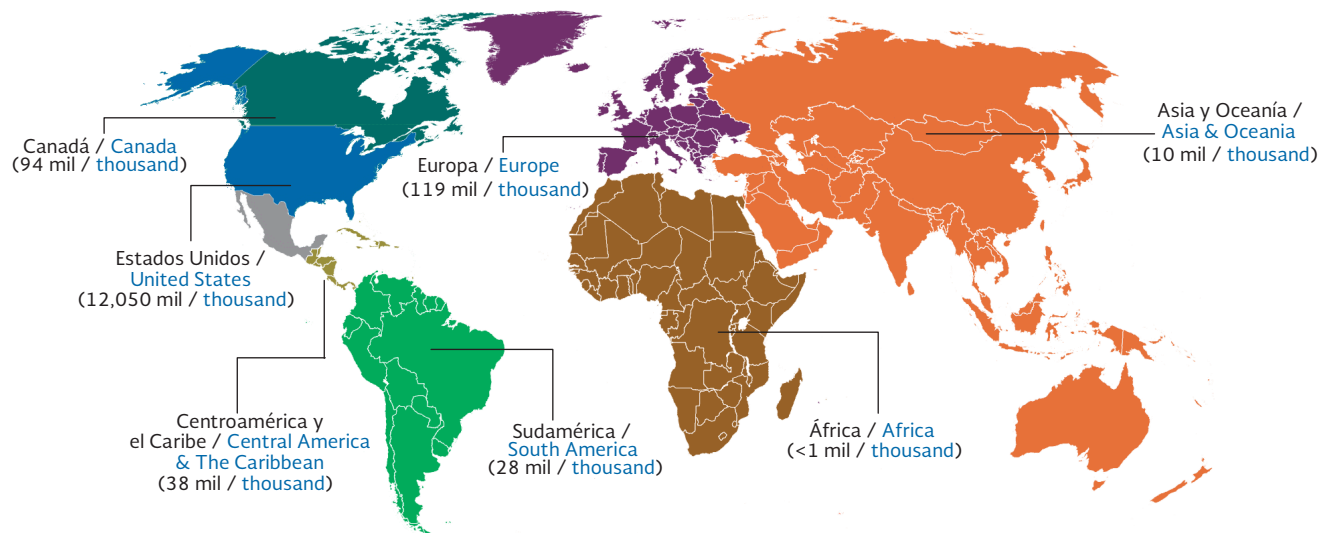 Canadá / Canada
(94 mil / thousand)
Europa / Europe
(119 mil / thousand)
Asia y Oceanía /
Asia & Oceania
(10 mil / thousand)
Estados Unidos /
United States
(12,050 mil / thousand)
Centroamérica y
el Caribe / Central America
& The Caribbean
(38 mil / thousand)
Sudamérica /
South America
(28 mil / thousand)
África / Africa
(<1 mil / thousand)